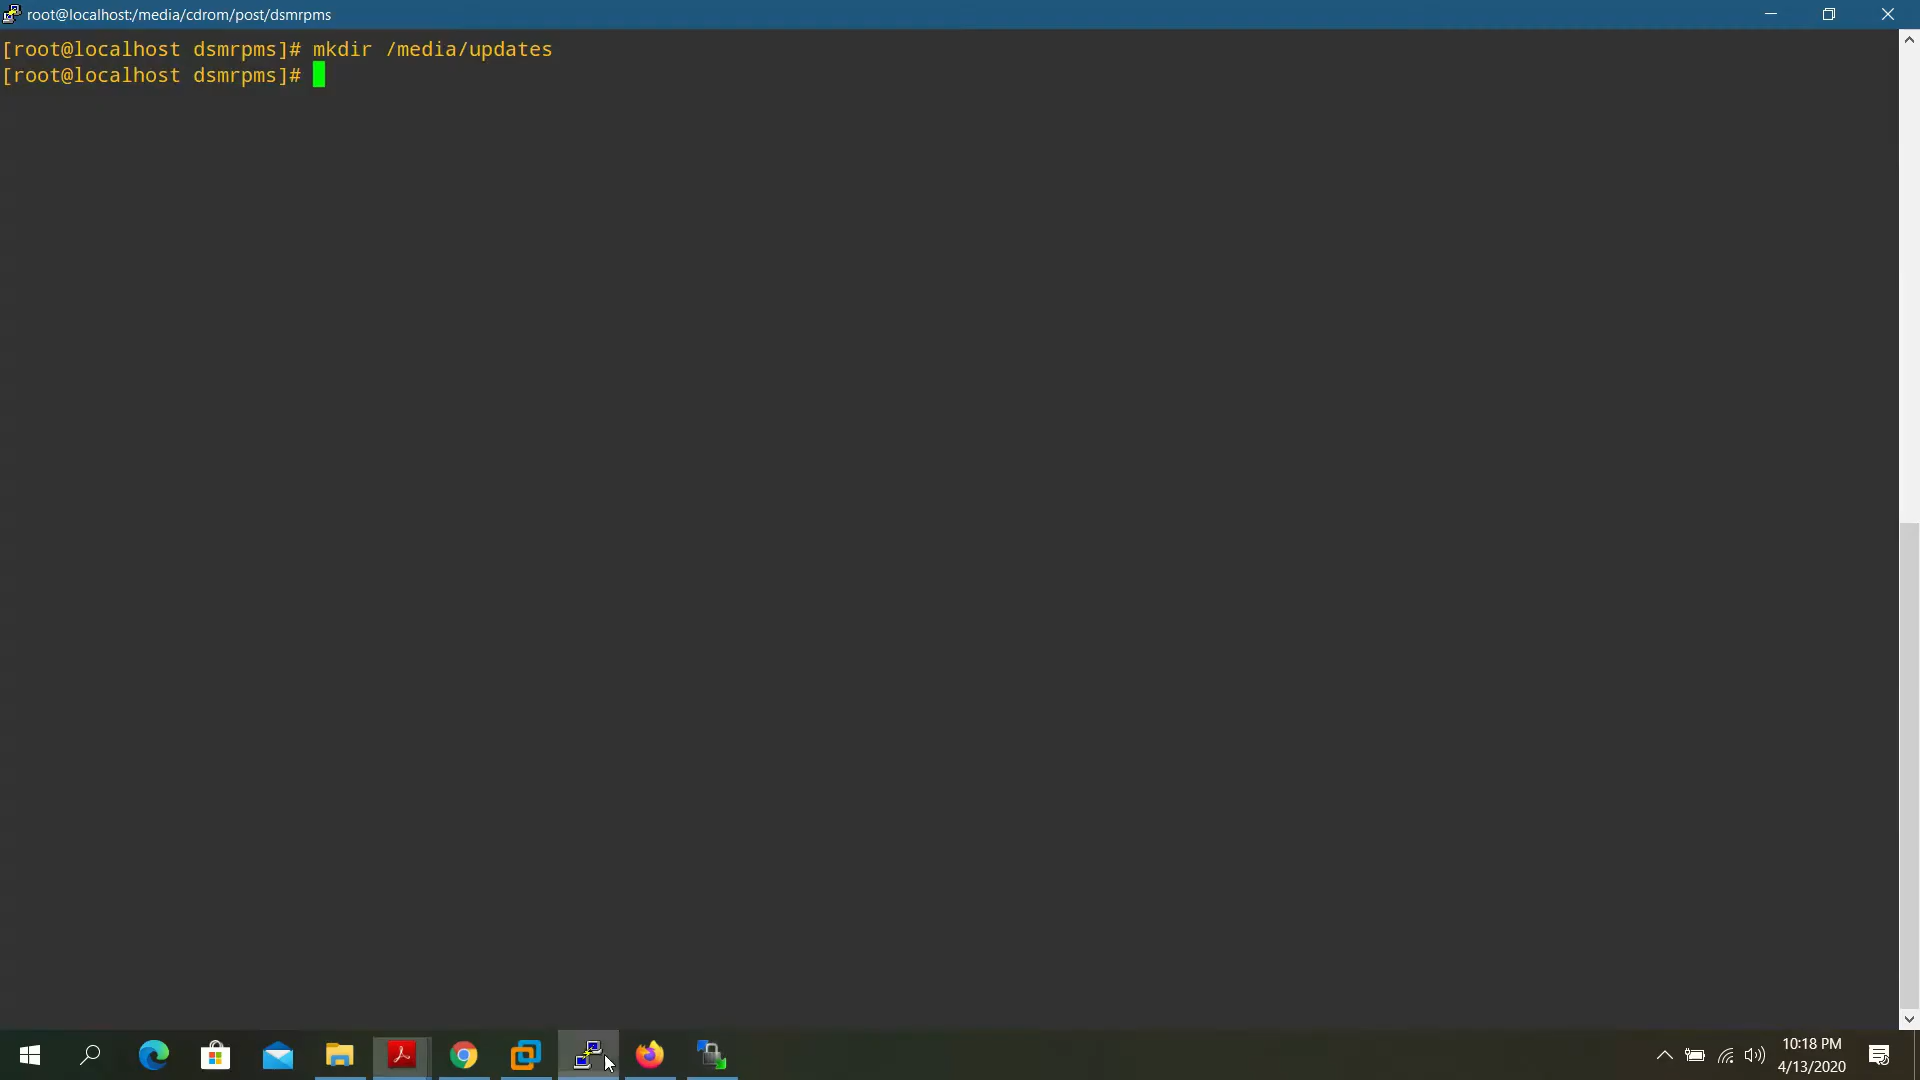 root@localhost:/media/cdrom/post/dsmrpms
[root@localhost dsmrpms]# mkdir /media/updates
[root@localhost dsmrpms]#
10:18 PM
4/13/2020